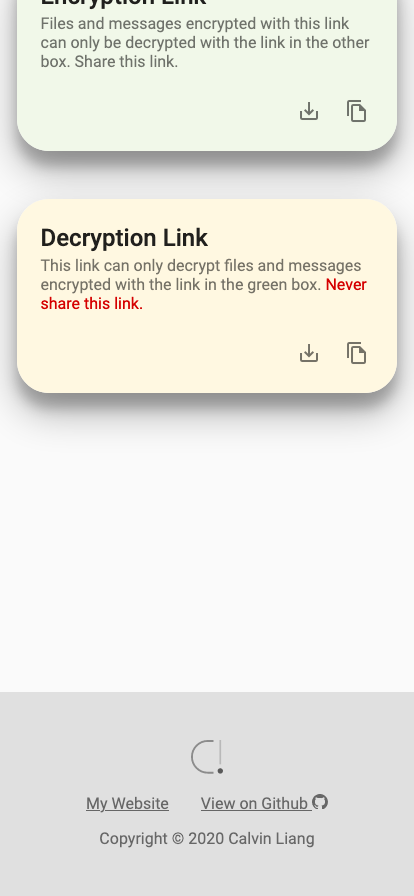 Encryption Link
Files and messages encrypted with this link
can only be decrypted with the link in the other
box. Share this link.
Decryption Link
This link can only decrypt files and messages
encrypted with the link in the green box. Never
share this link.
My Website View on Github
Copyright © 2020 Calvin Liang